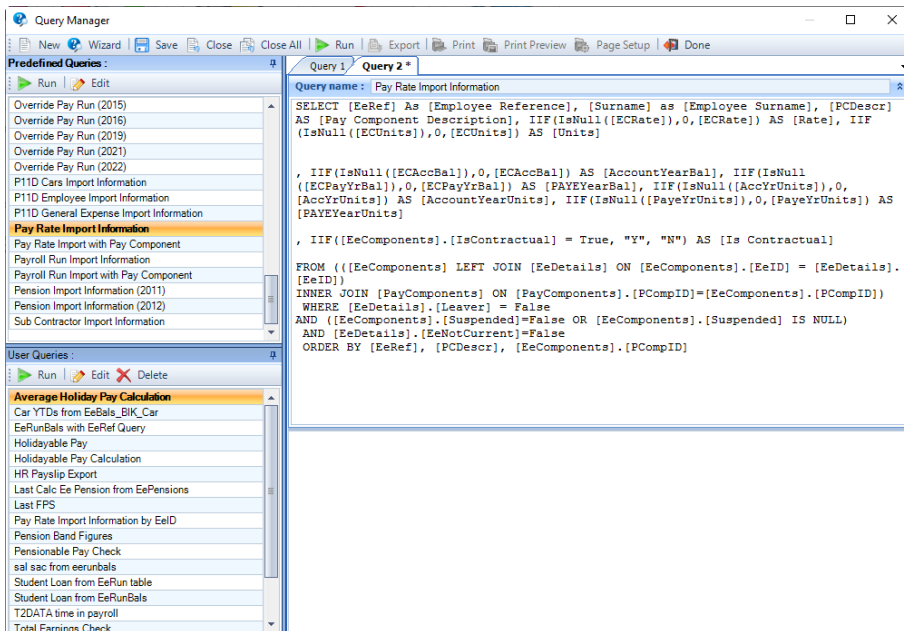 Query Manager
New Wizard Save Close Close All Run Export Print Print Preview Page Setup Done
Predefined Queries :
Run Edit
Override Pay Run (2015)
Override Pay Run (2016)
Override Pay Run (2019)
Override Pay Run (2021)
Override Pay Run (2022)
P11D Cars Import Information
P11D Employee Import Information
P11D General Expense Import Information
Pay Rate Import Information
Pay Rate Import with Pay Component
Payroll Run Import Information
Payroll Run Import with Pay Component
Pension Import Information (2011)
Pension Import Information (2012)
Sub Contractor Import Information
User Queries :
Run Edit Delete
Average Holiday Pay Calculation
Car YTDs from EeBals_BIK_Car
EeRunBals with EeRef Query
Holidayable Pay
Holidayable Pay Calculation
HR Payslip Export
Last Calc Ee Pension from EePensions
Last FPS
Pay Rate Import Information by EeID
Pension Band Figures
Pensionable Pay Check
sal sac from eerunbals
Student Loan from EeRun table
Student Loan from EeRunBals
T2DATA time in payroll
Total Earnings Check
Query 1 Query 2 *
Query name : Pay Rate Import Information
SELECT [EeRef] As [Employee Reference], [Surname] as [Employee Surname], [PCDescr]
AS [Pay Component Description], IIF(IsNull([ECRate]),0,[ECRate]) AS [Rate], IIF
(IsNull([ECUnits]),0,[ECUnits]) AS [Units]
, IIF(IsNull([ECAccBal]),0,[ECAccBal]) AS [AccountYearBal], IIF(IsNull
([ECPayYrBal]),0,[ECPayYrBal]) AS [PAYEYearBal], IIF(IsNull([AccYrUnits]),0,
[AccYrUnits]) AS [AccountYearUnits], IIF(IsNull([PayeYrUnits]),0,[PayeYrUnits]) AS
[PAYEYearUnits]
, IIF([EeComponents].[IsContractual] = True, "Y", "N") AS [Is Contractual]
FROM (([EeComponents] LEFT JOIN [EeDetails] ON [EeComponents].[EeID] = [EeDetails].
[EeID])
INNER JOIN [PayComponents] ON [PayComponents].[PCompID]=[EeComponents].[PCompID])
WHERE [EeDetails].[Leaver] = False
AND ([EeComponents].[Suspended]=False OR [EeComponents].[Suspended] IS NULL)
AND [EeDetails].[EeNotCurrent]=False
ORDER BY [EeRef], [PCDescr], [EeComponents].[PCompID]